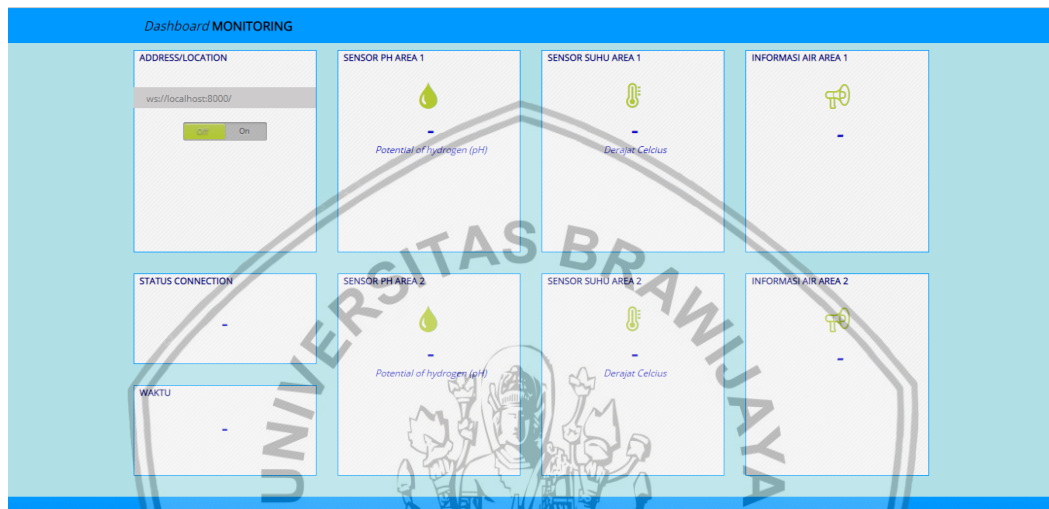 Dashboard MONITORING
ADDRESS/LOCATION
ws://localhost:8000/
Off On
SENSOR PH AREA 1
-
Potential of hydrogen (pH)
SENSOR SUHU AREA 1
-
Derajat Celcius
INFORMASI AIR AREA 1
-
STATUS CONNECTION
-
WAKTU
-
SENSOR PH AREA 2
-
Potential of hydrogen (pH)
SENSOR SUHU AREA 2
-
Derajat Celcius
INFORMASI AIR AREA 2
-
UNIVERSITAS BRAWIJAYA